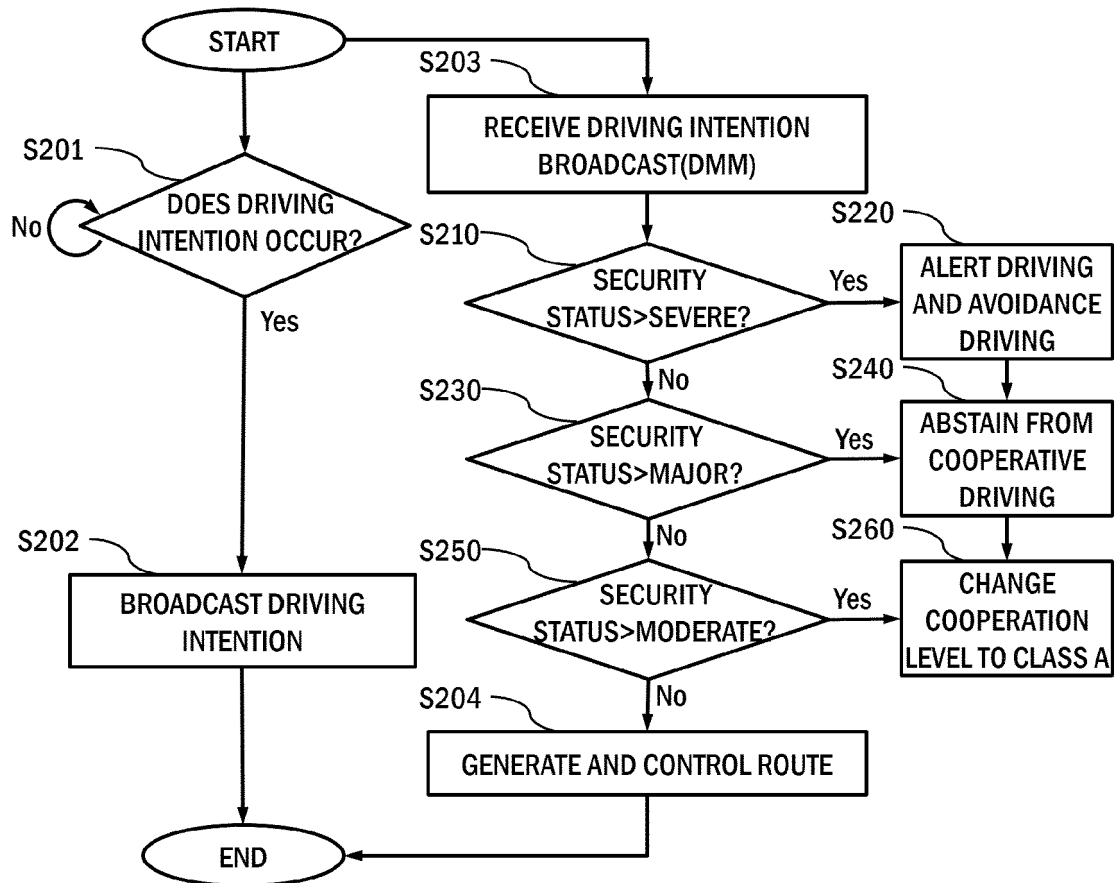 START
S203
RECEIVE DRIVING INTENTION
BROADCAST(DMM)
S201
DOES DRIVING
INTENTION OCCUR?
No
Yes
S210
SECURITY
STATUS>SEVERE?
Yes
No
S220
ALERT DRIVING
AND AVOIDANCE
DRIVING
S230
SECURITY
STATUS>MAJOR?
Yes
No
S240
ABSTAIN FROM
COOPERATIVE
DRIVING
S202
BROADCAST DRIVING
INTENTION
S250
SECURITY
STATUS>MODERATE?
Yes
No
S260
CHANGE
COOPERATION
LEVEL TO CLASS A
S204
GENERATE AND CONTROL ROUTE
END